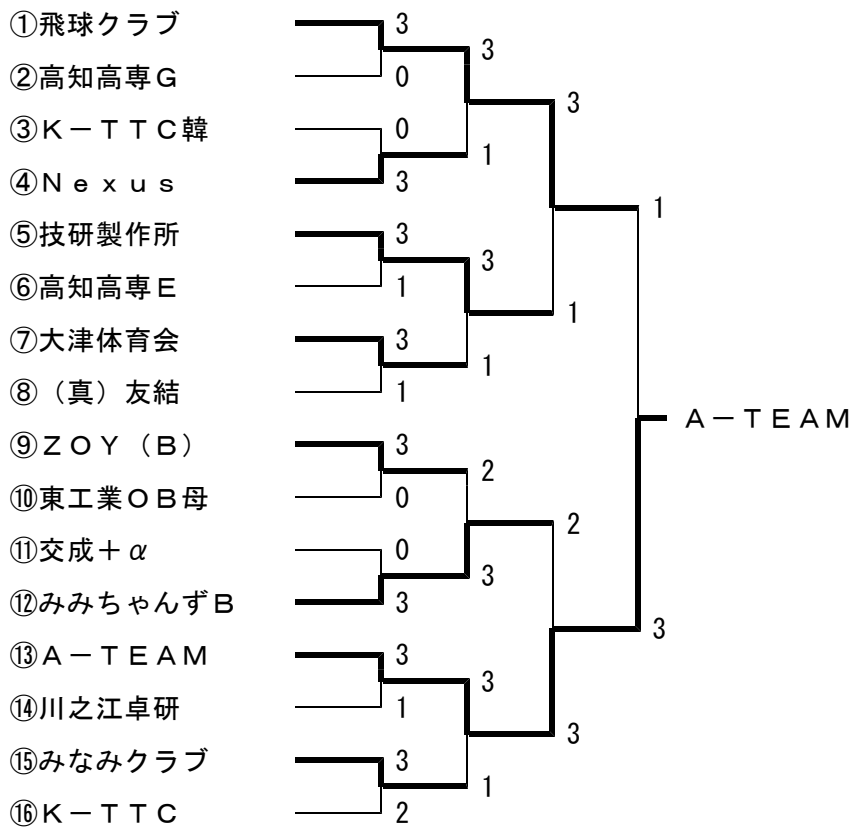 ①飛球クラブ 3
3
②高知高専G 0
3
③K－TTC韓 0
1
④Nexus 3
1
⑤技研製作所 3
3
⑥高知高専E 1
1
⑦大津体育会 3
1
⑧（真）友結 1
A－TEAM
⑨ZOY（B） 3
2
⑩東工業OB母 0
2
⑪交成＋α 0
3
⑫みみちゃんずB 3
3
⑬A－TEAM 3
3
⑭川之江卓研 1
3
⑮みなみクラブ 3
1
⑯K－TTC 2